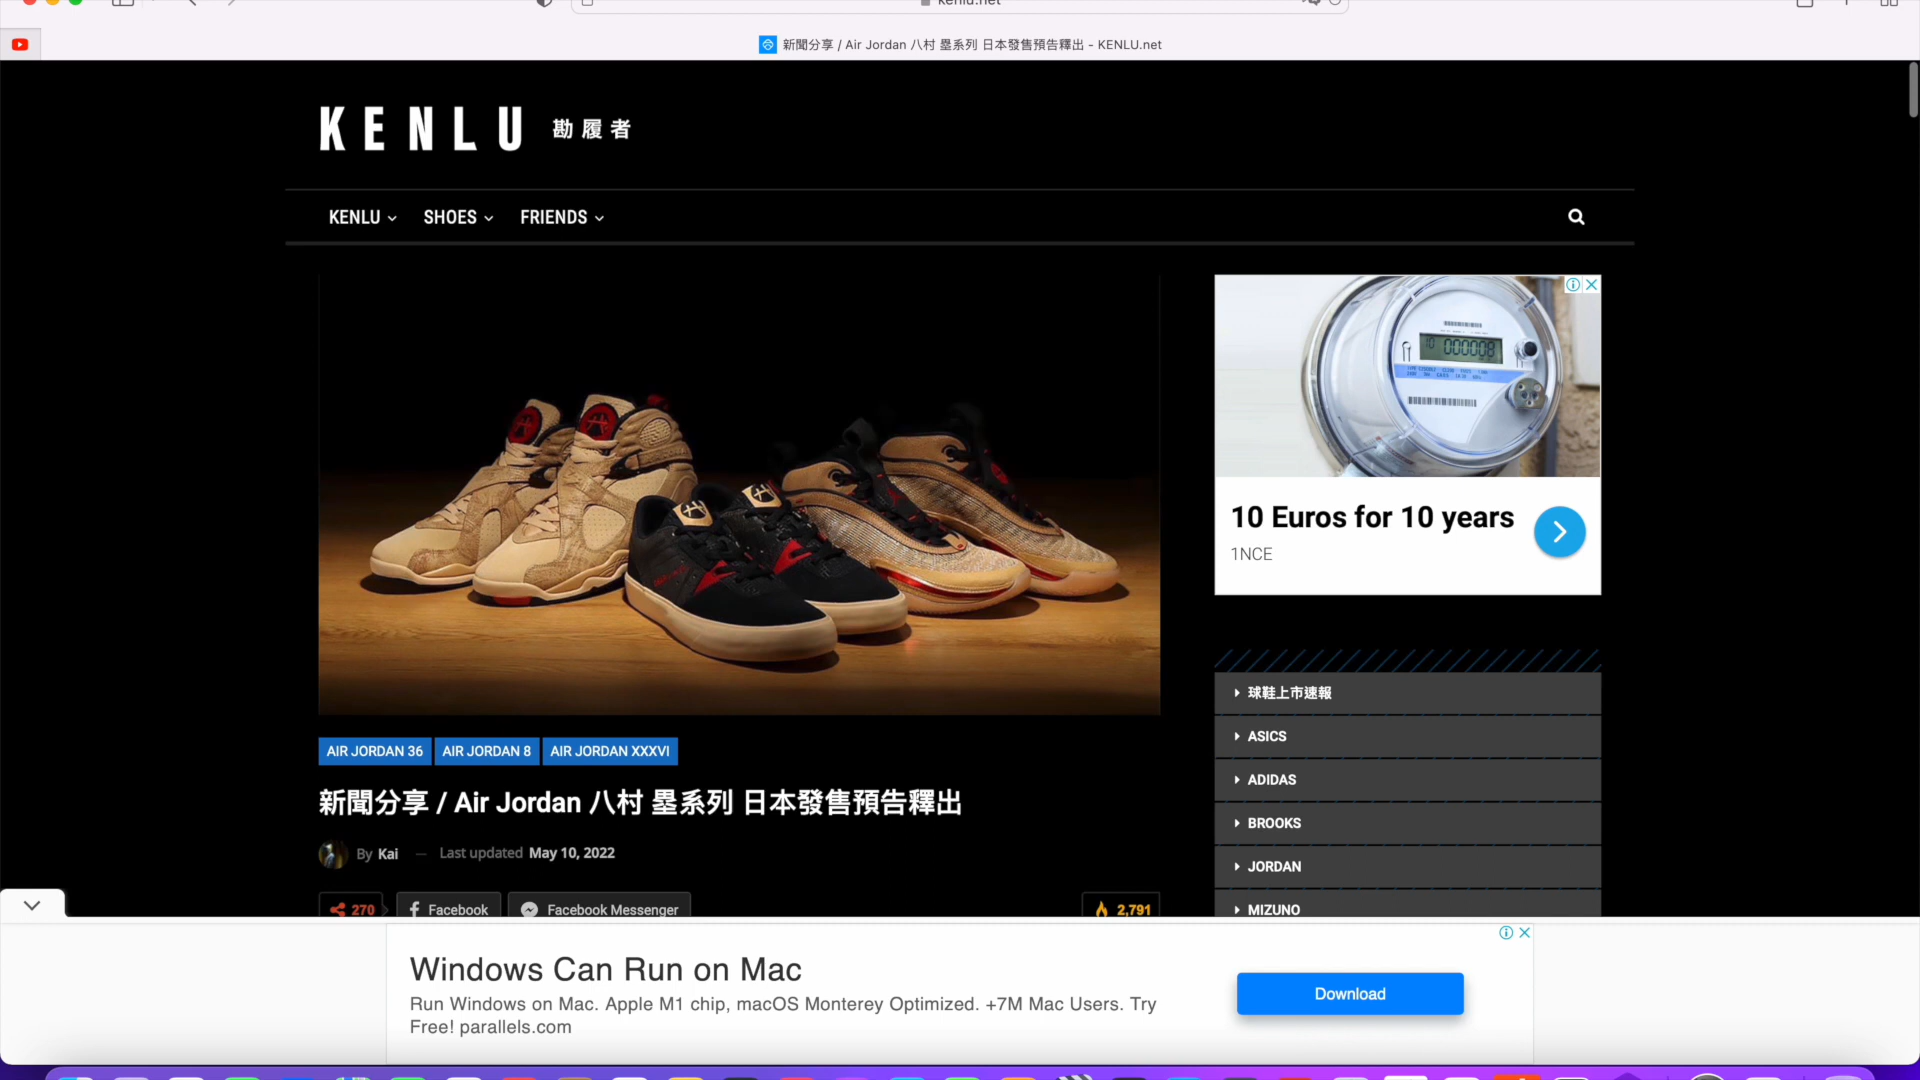 kenlu.net
新聞分享 / Air Jordan 八村 塁系列 日本發售預告釋出 - KENLU.net
KENLU 勘履者
KENLU SHOES FRIENDS
10 Euros for 10 years
1NCE
AIR JORDAN 36 AIR JORDAN 8 AIR JORDAN XXXVI
新聞分享 / Air Jordan 八村 塁系列 日本發售預告釋出
By Kai — Last updated May 10, 2022
270 Facebook Facebook Messenger 2,791
球鞋上市速報
ASICS
ADIDAS
BROOKS
JORDAN
MIZUNO
Windows Can Run on Mac
Run Windows on Mac. Apple M1 chip, macOS Monterey Optimized. +7M Mac Users. Try
Free! parallels.com
Download